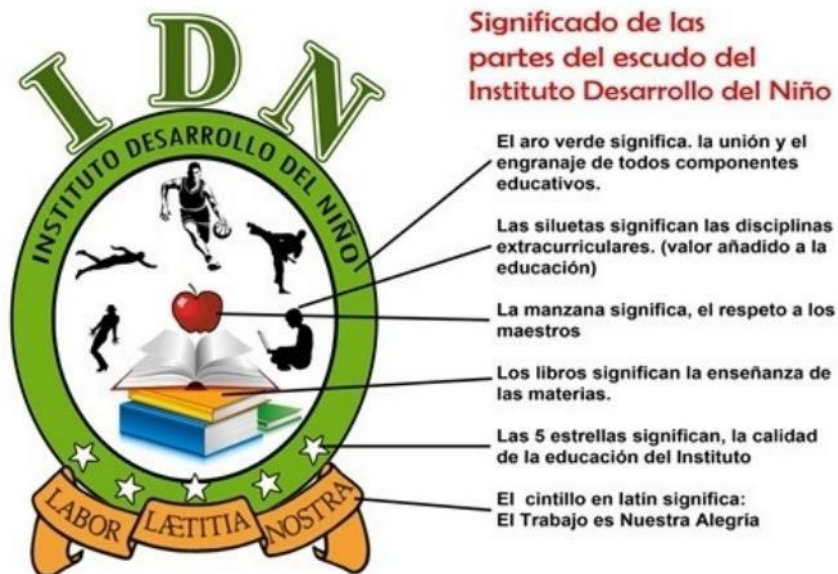 IDN
INSTITUTO DESARROLLO DEL NIÑO
LABOR LÆTITIA NOSTRA
Significado de las
partes del escudo del
Instituto Desarrollo del Niño
El aro verde significa. la unión y el
engranaje de todos componentes
educativos.
Las siluetas significan las disciplinas
extracurriculares. (valor añadido a la
educación)
La manzana significa, el respeto a los
maestros
Los libros significan la enseñanza de
las materias.
Las 5 estrellas significan, la calidad
de la educación del Instituto
El cintillo en latín significa:
El Trabajo es Nuestra Alegria